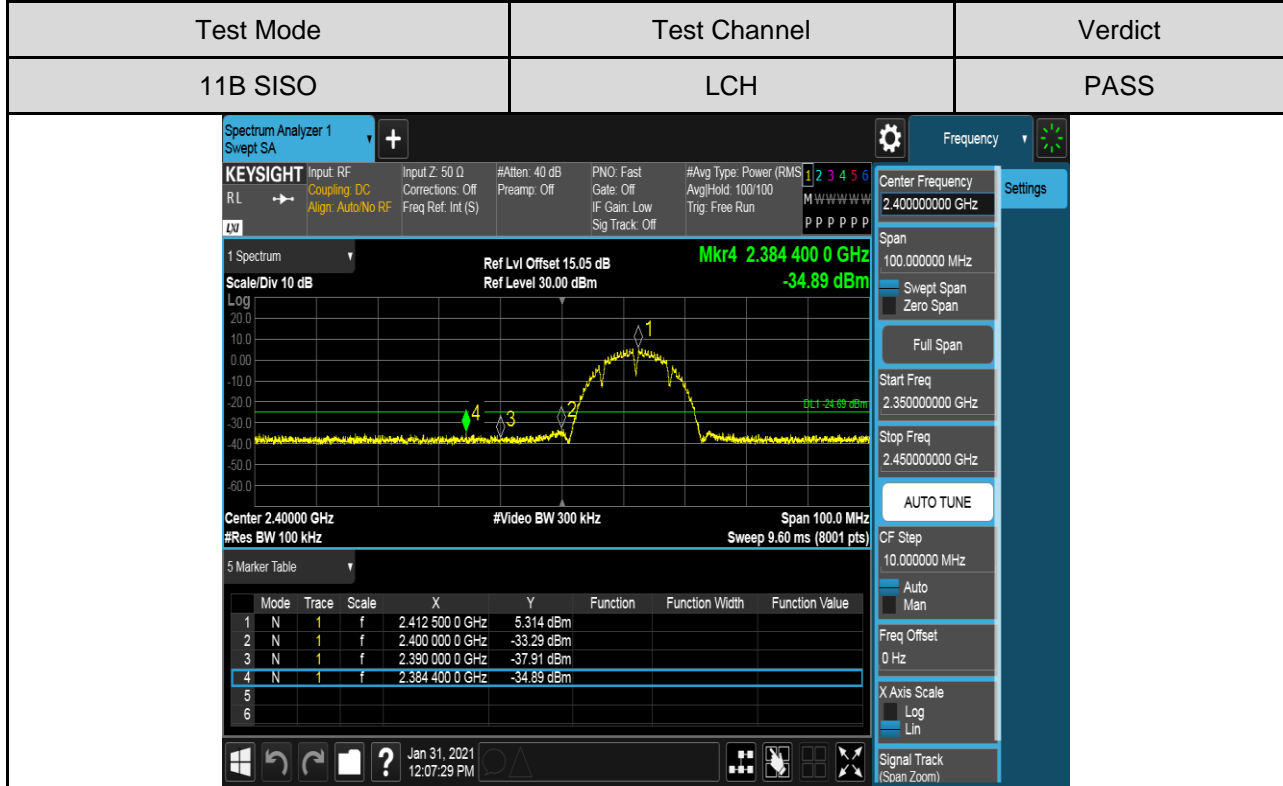 Test Mode Test Channel Verdict
11B SISO LCH PASS
Spectrum Analyzer 1
Swept SA
+
Frequency
KEYSIGHT Input: RF Input Z: 50 Ω #Atten: 40 dB PNO: Fast #Avg Type: Power (RMS 1 2 3 4 5 6
RL Coupling: DC Corrections: Off Preamp: Off Gate: Off Avg|Hold: 100/100 M W W W W W
Align: Auto/No RF Freq Ref: Int (S) IF Gain: Low Trig: Free Run
LXI Sig Track: Off P P P P P P
1 Spectrum
Ref Lvl Offset 15.05 dB Mkr4 2.384 400 0 GHz
Scale/Div 10 dB Ref Level 30.00 dBm -34.89 dBm
Log
20.0
10.0
0.00
-10.0
-20.0
-30.0
-40.0
-50.0
-60.0
1
DL1 -24.69 dBm
4 3 2
Center 2.40000 GHz #Video BW 300 kHz Span 100.0 MHz
#Res BW 100 kHz Sweep 9.60 ms (8001 pts)
5 Marker Table
Mode Trace Scale X Y Function Function Width Function Value
1 N 1 f 2.412 500 0 GHz 5.314 dBm
2 N 1 f 2.400 000 0 GHz -33.29 dBm
3 N 1 f 2.390 000 0 GHz -37.91 dBm
4 N 1 f 2.384 400 0 GHz -34.89 dBm
5
6
? Jan 31, 2021
12:07:29 PM
Center Frequency
2.400000000 GHz
Settings
Span
100.000000 MHz
Swept Span
Zero Span
Full Span
Start Freq
2.350000000 GHz
Stop Freq
2.450000000 GHz
AUTO TUNE
CF Step
10.000000 MHz
Auto
Man
Freq Offset
0 Hz
X Axis Scale
Log
Lin
Signal Track
(Span Zoom)